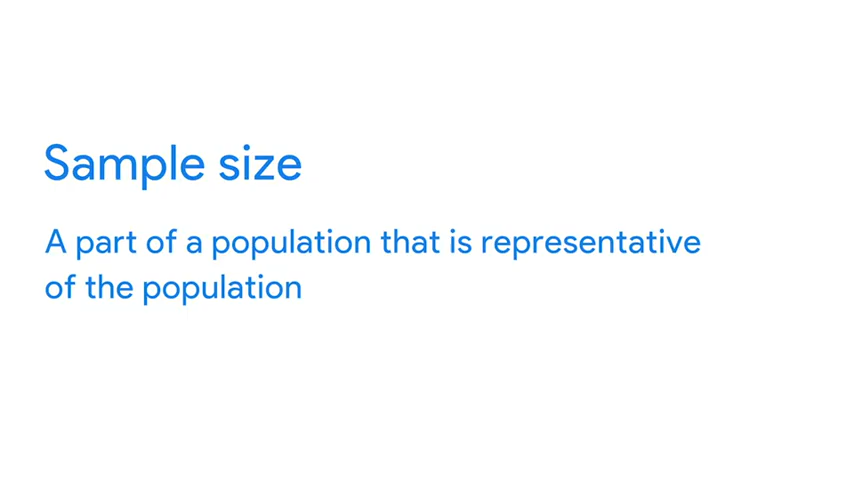 Sample size
A part of a population that is representative
of the population